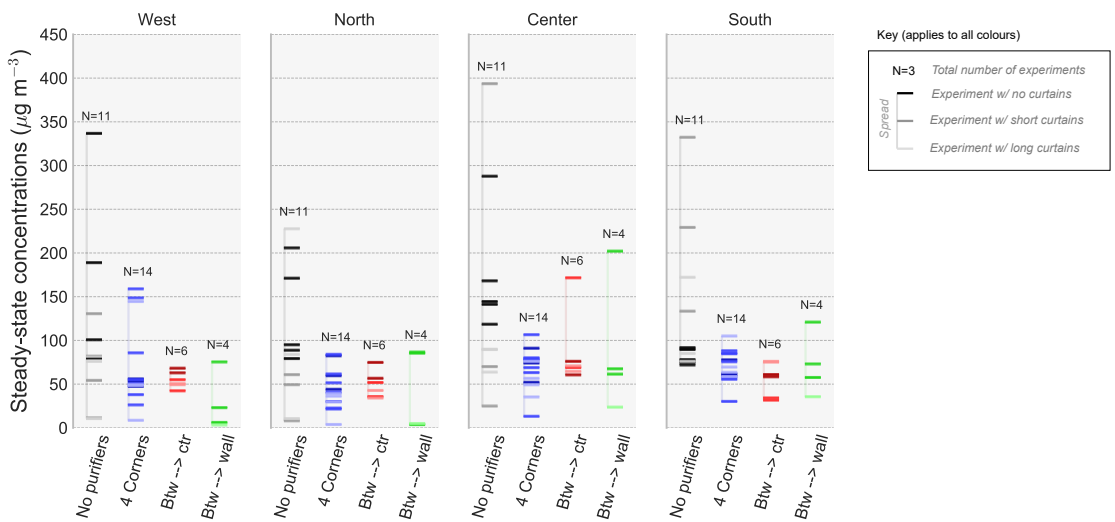 West
North
Center
South
Key (applies to all colours)
N=3 Total number of experiments
Experiment w/ no curtains
Experiment w/ short curtains
Experiment w/ long curtains
Spread
Steady-state concentrations (μg m⁻³)
450
400
350
300
250
200
150
100
50
0
N=11
N=14
N=6
N=4
N=11
N=14
N=6
N=4
N=11
N=14
N=6
N=4
N=11
N=14
N=6
N=4
No purifiers
4 Corners
Btw --> ctr
Btw --> wall
No purifiers
4 Corners
Btw --> ctr
Btw --> wall
No purifiers
4 Corners
Btw --> ctr
Btw --> wall
No purifiers
4 Corners
Btw --> ctr
Btw --> wall